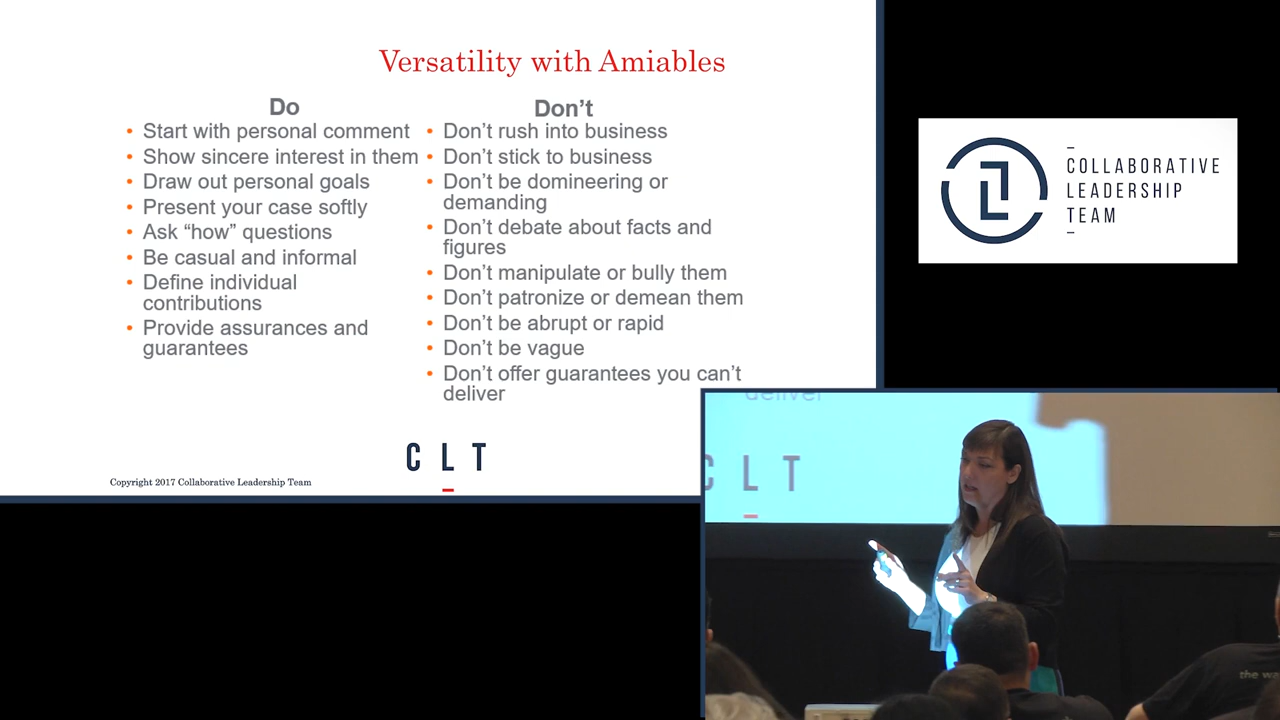 Versatility with Amiables
Do
• Start with personal comment
• Show sincere interest in them
• Draw out personal goals
• Present your case softly
• Ask “how” questions
• Be casual and informal
• Define individual
contributions
• Provide assurances and
guarantees
Don’t
• Don’t rush into business
• Don’t stick to business
• Don’t be domineering or
demanding
• Don’t debate about facts and
figures
• Don’t manipulate or bully them
• Don’t patronize or demean them
• Don’t be abrupt or rapid
• Don’t be vague
• Don’t offer guarantees you can’t
deliver
CLT
Copyright 2017 Collaborative Leadership Team
COLLABORATIVE
LEADERSHIP
TEAM
deliver
C L T
the